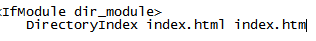 <IfModule dir_module>
DirectoryIndex index.html index.htm